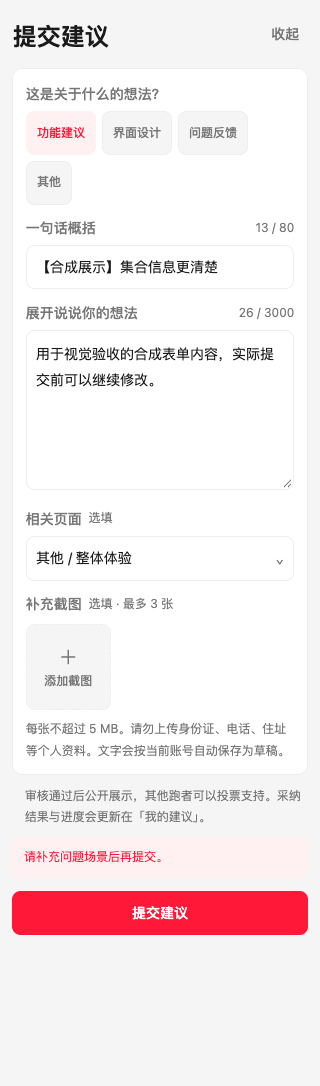 提交建议
收起
这是关于什么的想法?
功能建议
界面设计
问题反馈
其他
一句话概括
13 / 80
【合成展示】集合信息更清楚
展开说说你的想法
26 / 3000
用于视觉验收的合成表单内容，实际提
交前可以继续修改。
相关页面 选填
其他 / 整体体验
补充截图 选填 · 最多 3 张
添加截图
每张不超过 5 MB。请勿上传身份证、电话、住址
等个人资料。文字会按当前账号自动保存为草稿。
审核通过后公开展示，其他跑者可以投票支持。采纳
结果与进度会更新在「我的建议」。
请补充问题场景后再提交。
提交建议